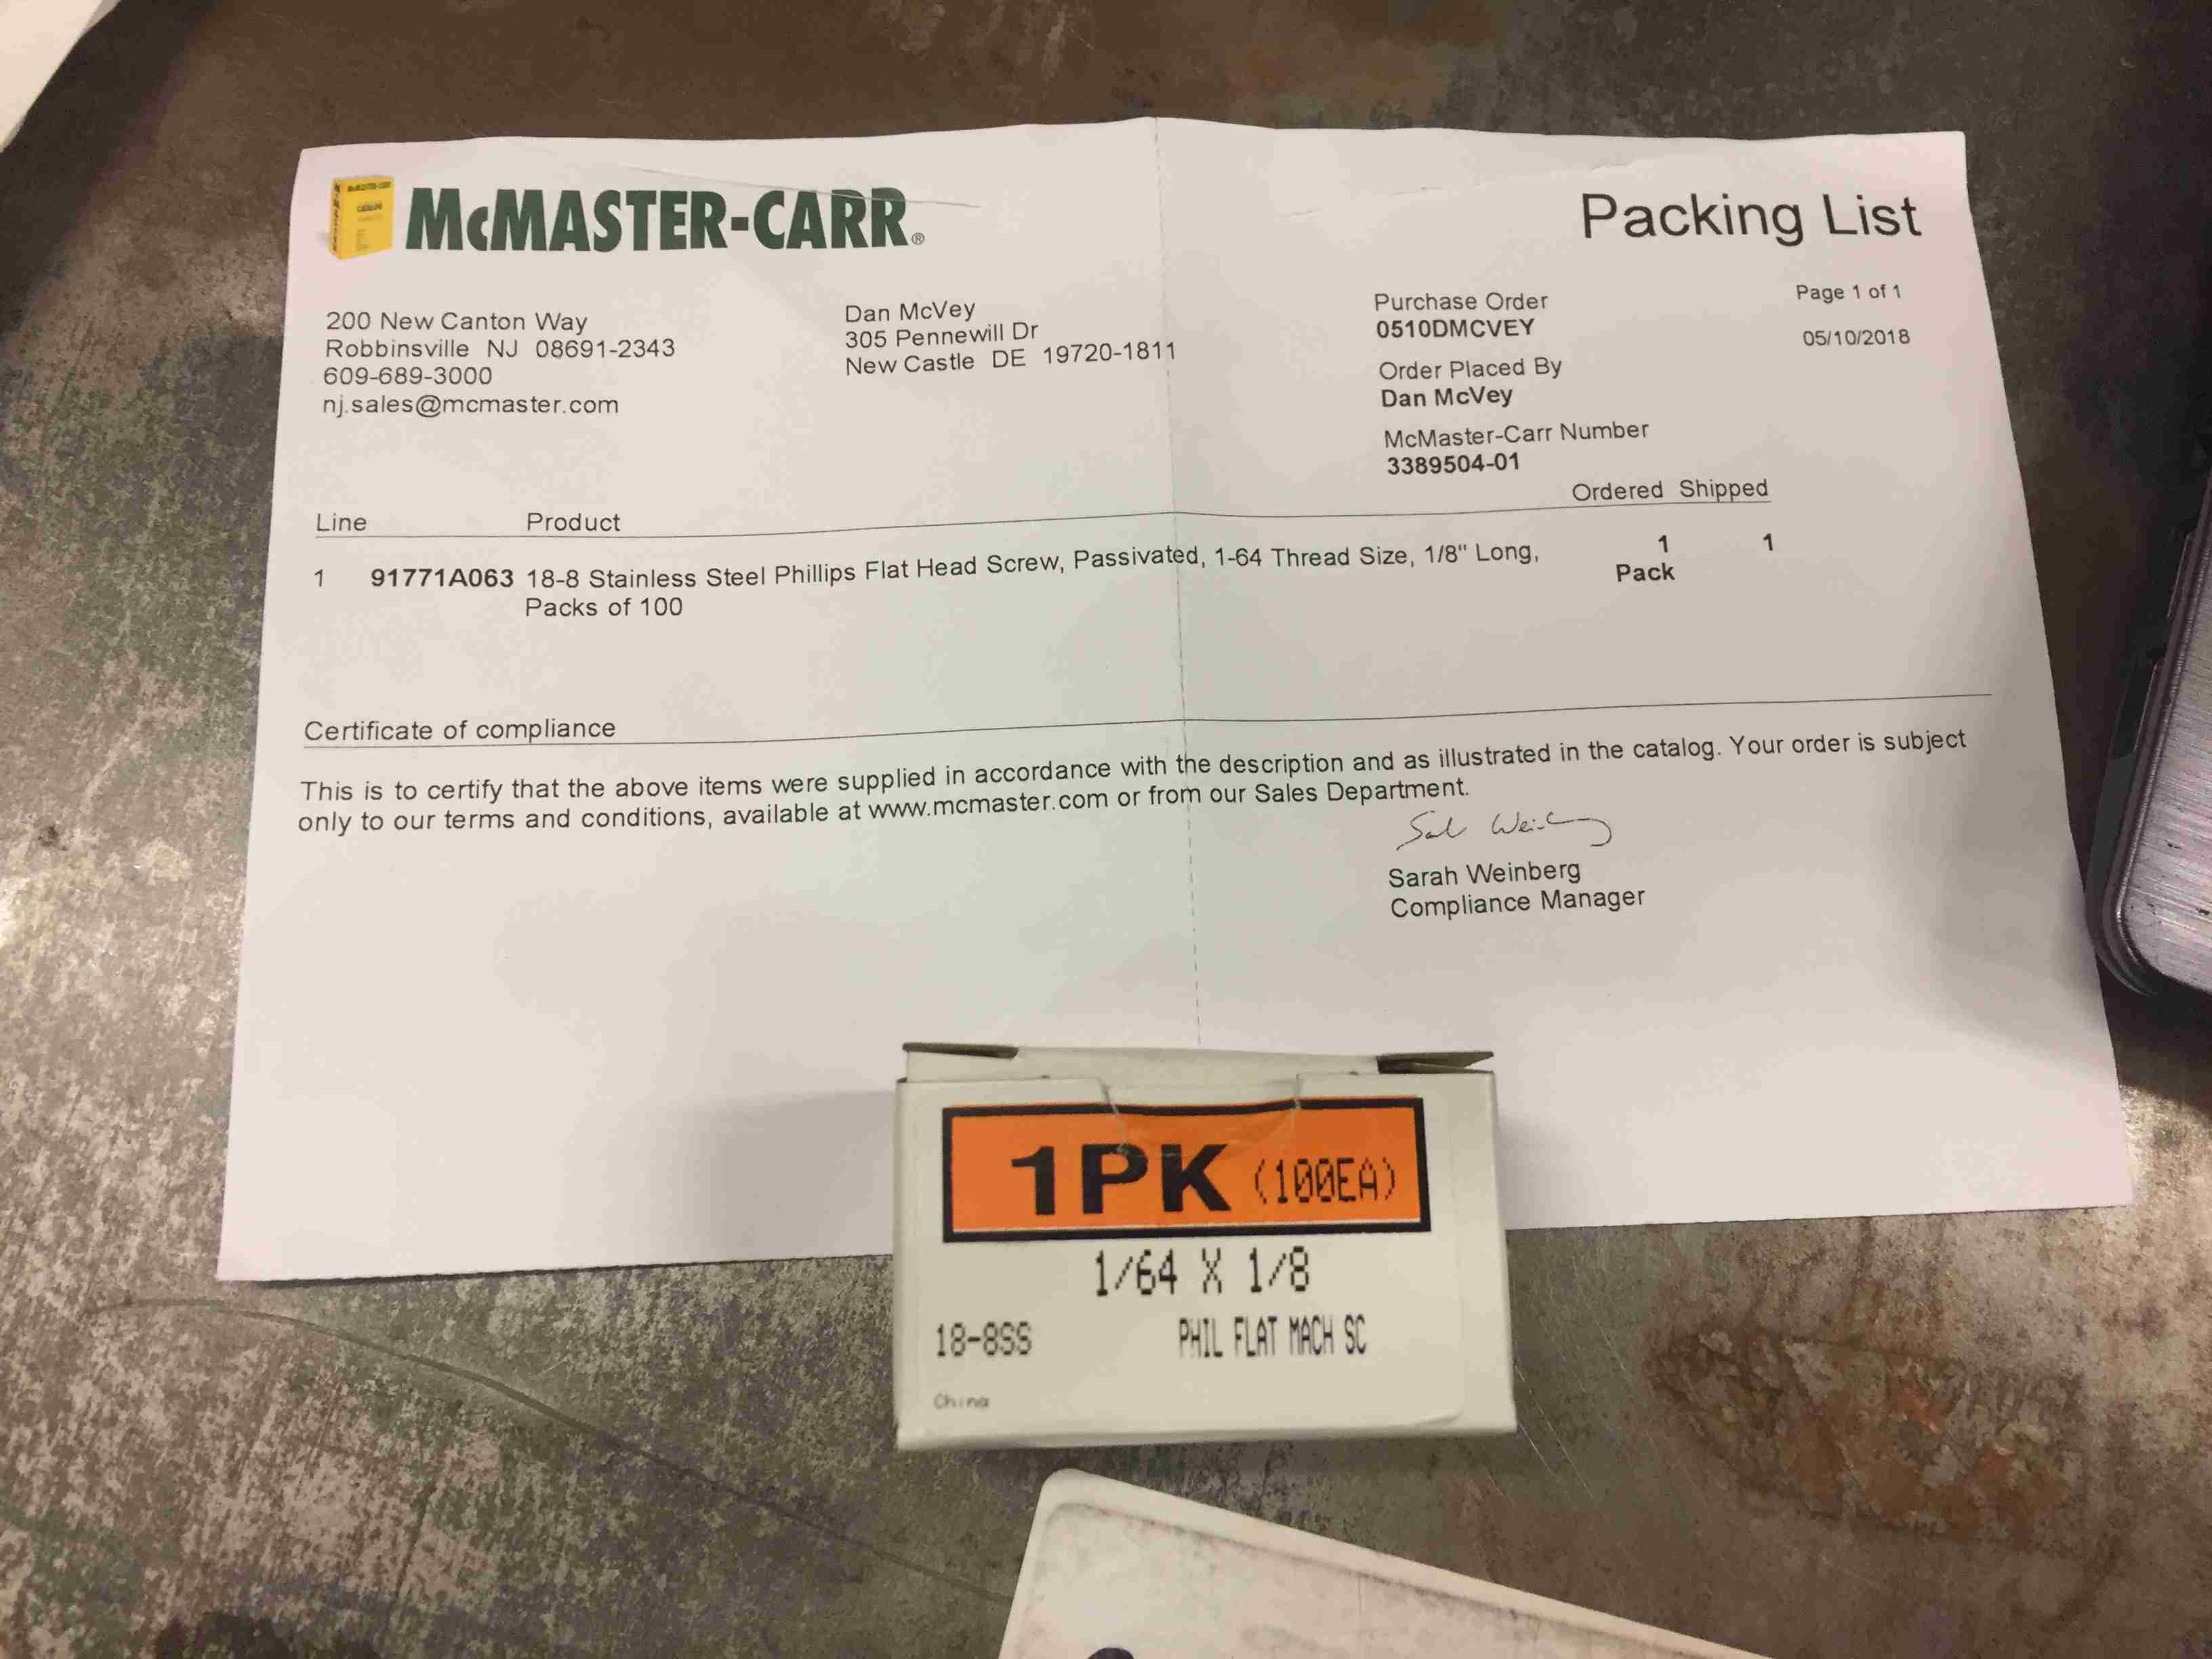 McMASTER-CARR®
Packing List
200 New Canton Way
Robbinsville NJ 08691-2343
609-689-3000
nj.sales@mcmaster.com
Dan McVey
305 Pennewill Dr
New Castle DE 19720-1811
Purchase Order
0510DMCVEY
Order Placed By
Dan McVey
McMaster-Carr Number
3389504-01
Page 1 of 1
05/10/2018
Line Product Ordered Shipped
1 91771A063 18-8 Stainless Steel Phillips Flat Head Screw, Passivated, 1-64 Thread Size, 1/8" Long, 1 1
Packs of 100 Pack
Certificate of compliance
This is to certify that the above items were supplied in accordance with the description and as illustrated in the catalog. Your order is subject
only to our terms and conditions, available at www.mcmaster.com or from our Sales Department.
Sarah Weinberg
Compliance Manager
1PK (100EA)
1/64 X 1/8
18-8SS PHIL FLAT MACH SC
China